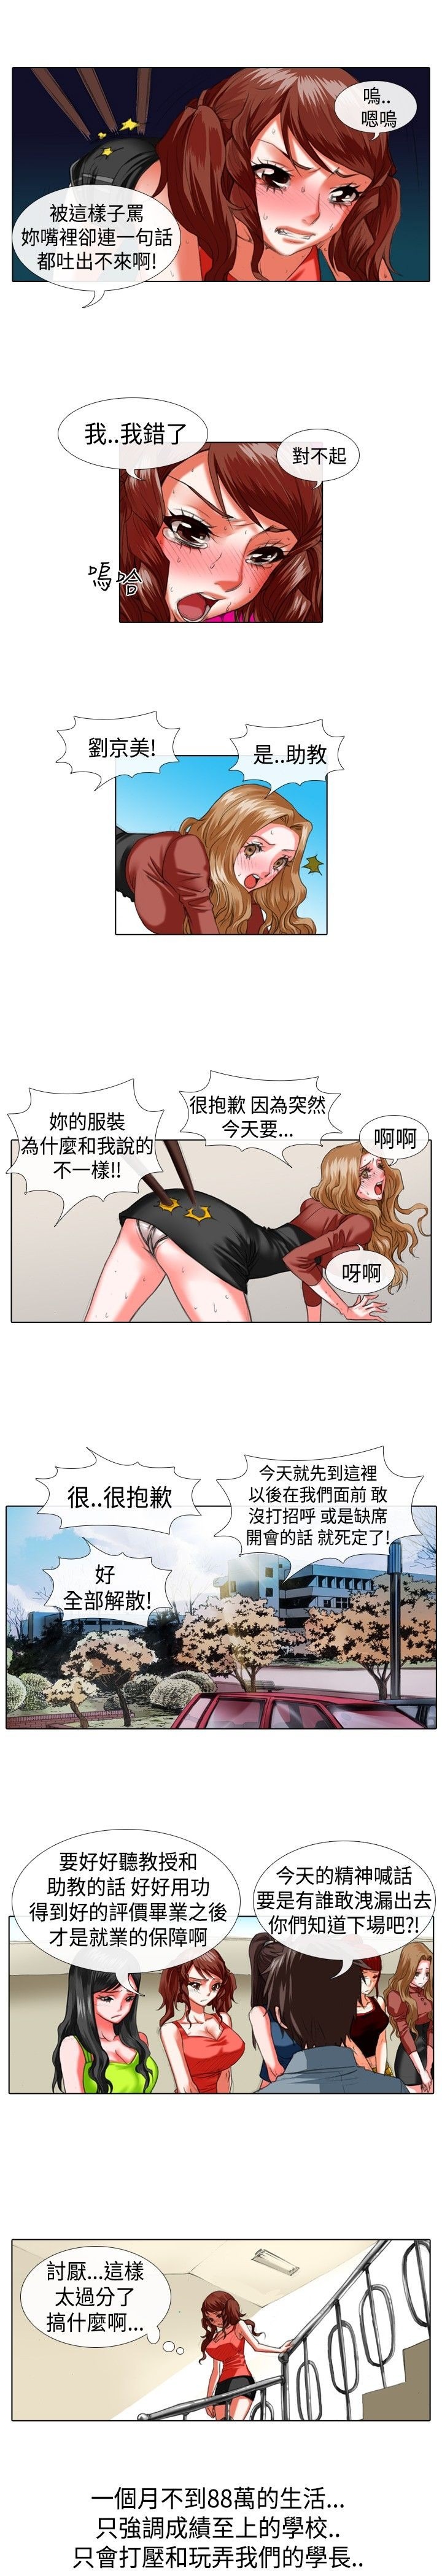 嗚..
嗯嗚
被這樣子罵
妳嘴裡卻連一句話
都吐出不來啊!
我..我錯了
對不起
嗚哈
劉京美!
是..助教
妳的服裝
為什麼和我說的
不一樣!!
很抱歉 因為突然
今天要...
啊啊
呀啊
很..很抱歉
今天就先到這裡
以後在我們面前 敢
沒打招呼 或是缺席
開會的話 就死定了!
好
全部解散!
要好好聽教授和
助教的話 好好用功
得到好的評價畢業之後
才是就業的保障啊
今天的精神喊話
要是有誰敢洩漏出去
你們知道下場吧?!
討厭...這樣
太過分了
搞什麼啊...
一個月不到88萬的生活...
只強調成績至上的學校..
只會打壓和玩弄我們的學長..